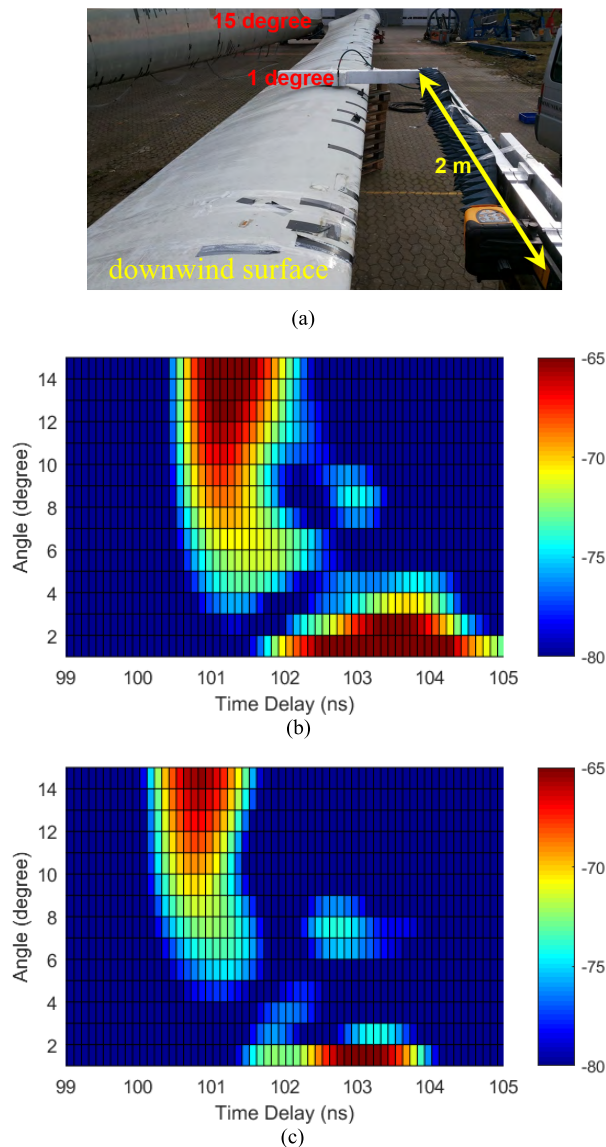 15 degree
1 degree
2 m
downwind surface
(a)
14
12
10
8
6
4
2
Angle (degree)
99 100 101 102 103 104 105
Time Delay (ns)
-65
-70
-75
-80
(b)
14
12
10
8
6
4
2
Angle (degree)
99 100 101 102 103 104 105
Time Delay (ns)
-65
-70
-75
-80
(c)